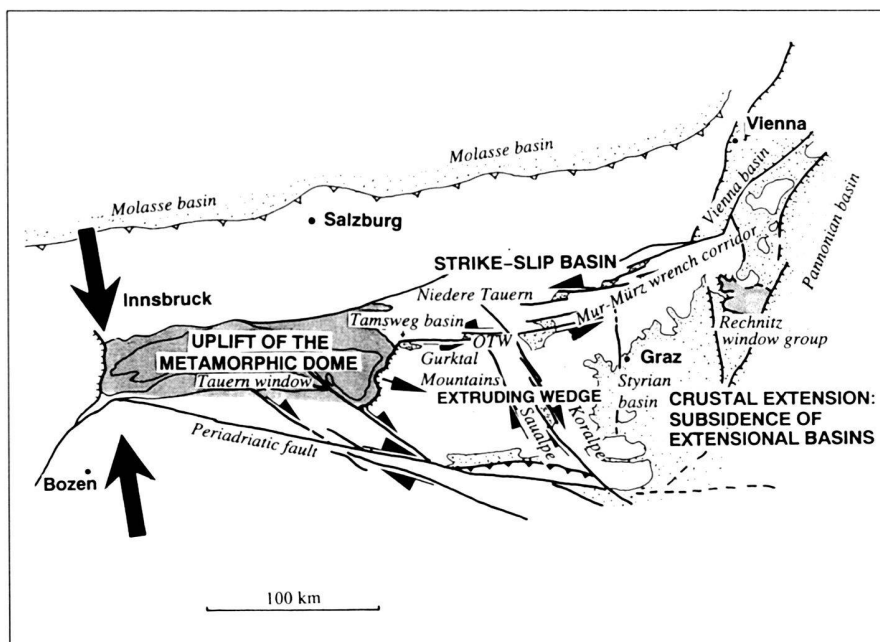 Vienna
Molasse basin
Molasse basin
Vienna basin
Pannonian basin
Salzburg
STRIKE-SLIP BASIN
Mur-Mürz wrench corridor
Innsbruck
Niedere Tauern
Tamsweg basin
Rechnitz
window group
UPLIFT OF THE
METAMORPHIC DOME
Tauern window
OTW
Gurktal
Mountains
Graz
Styrian
basin
EXTRUDING WEDGE
CRUSTAL EXTENSION:
SUBSIDENCE OF
EXTENSIONAL BASINS
Saualpe
Koralpe
Periadriatic fault
Bozen
100 km